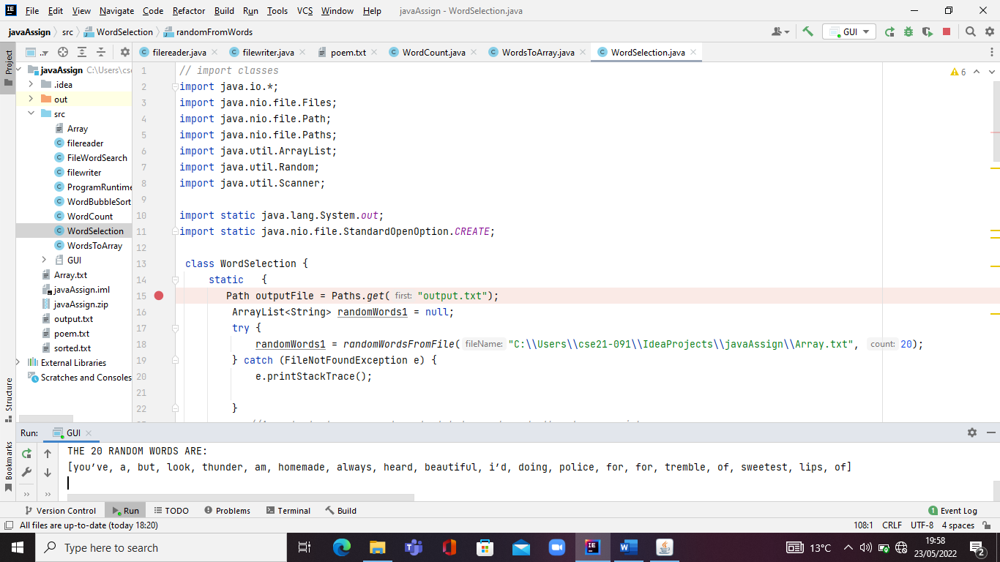 File Edit View Navigate Code Refactor Build Run Tools VCS Window Help javaAssign - WordSelection.java
javaAssign src WordSelection randomFromWords GUI
Project .. filereader.java filewriter.java poem.txt WordCount.java WordsToArray.java WordSelection.java
javaAssign C:\Users\cse
.idea
out
src
Array
filereader
FileWordSearch
filewriter
ProgramRuntime
WordBubbleSort
WordCount
WordSelection
WordsToArray
GUI
Array.txt
javaAssign.iml
javaAssign.zip
output.txt
poem.txt
sorted.txt
External Libraries
Scratches and Consoles
Structure
Bookmarks
6
1 // import classes
2 import java.io.*;
3 import java.nio.file.Files;
4 import java.nio.file.Path;
5 import java.nio.file.Paths;
6 import java.util.ArrayList;
7 import java.util.Random;
8 import java.util.Scanner;
9
10 import static java.lang.System.out;
11 import static java.nio.file.StandardOpenOption.CREATE;
12
13 class WordSelection {
14 static {
15 Path outputFile = Paths.get( first: "output.txt");
16 ArrayList<String> randomWords1 = null;
17 try {
18 randomWords1 = randomWordsFromFile( fileName: "C:\\Users\\cse21-091\\IdeaProjects\\javaAssign\\Array.txt", count: 20);
19 } catch (FileNotFoundException e) {
20 e.printStackTrace();
21
22 }
Run: GUI
THE 20 RANDOM WORDS ARE:
[you’ve, a, but, look, thunder, am, homemade, always, heard, beautiful, i’d, doing, police, for, for, tremble, of, sweetest, lips, of]
Version Control Run TODO Problems Terminal Build 1 Event Log
All files are up-to-date (today 18:20) 108:1 CRLF UTF-8 4 spaces
Type here to search 13°C 19:58
23/05/2022 2